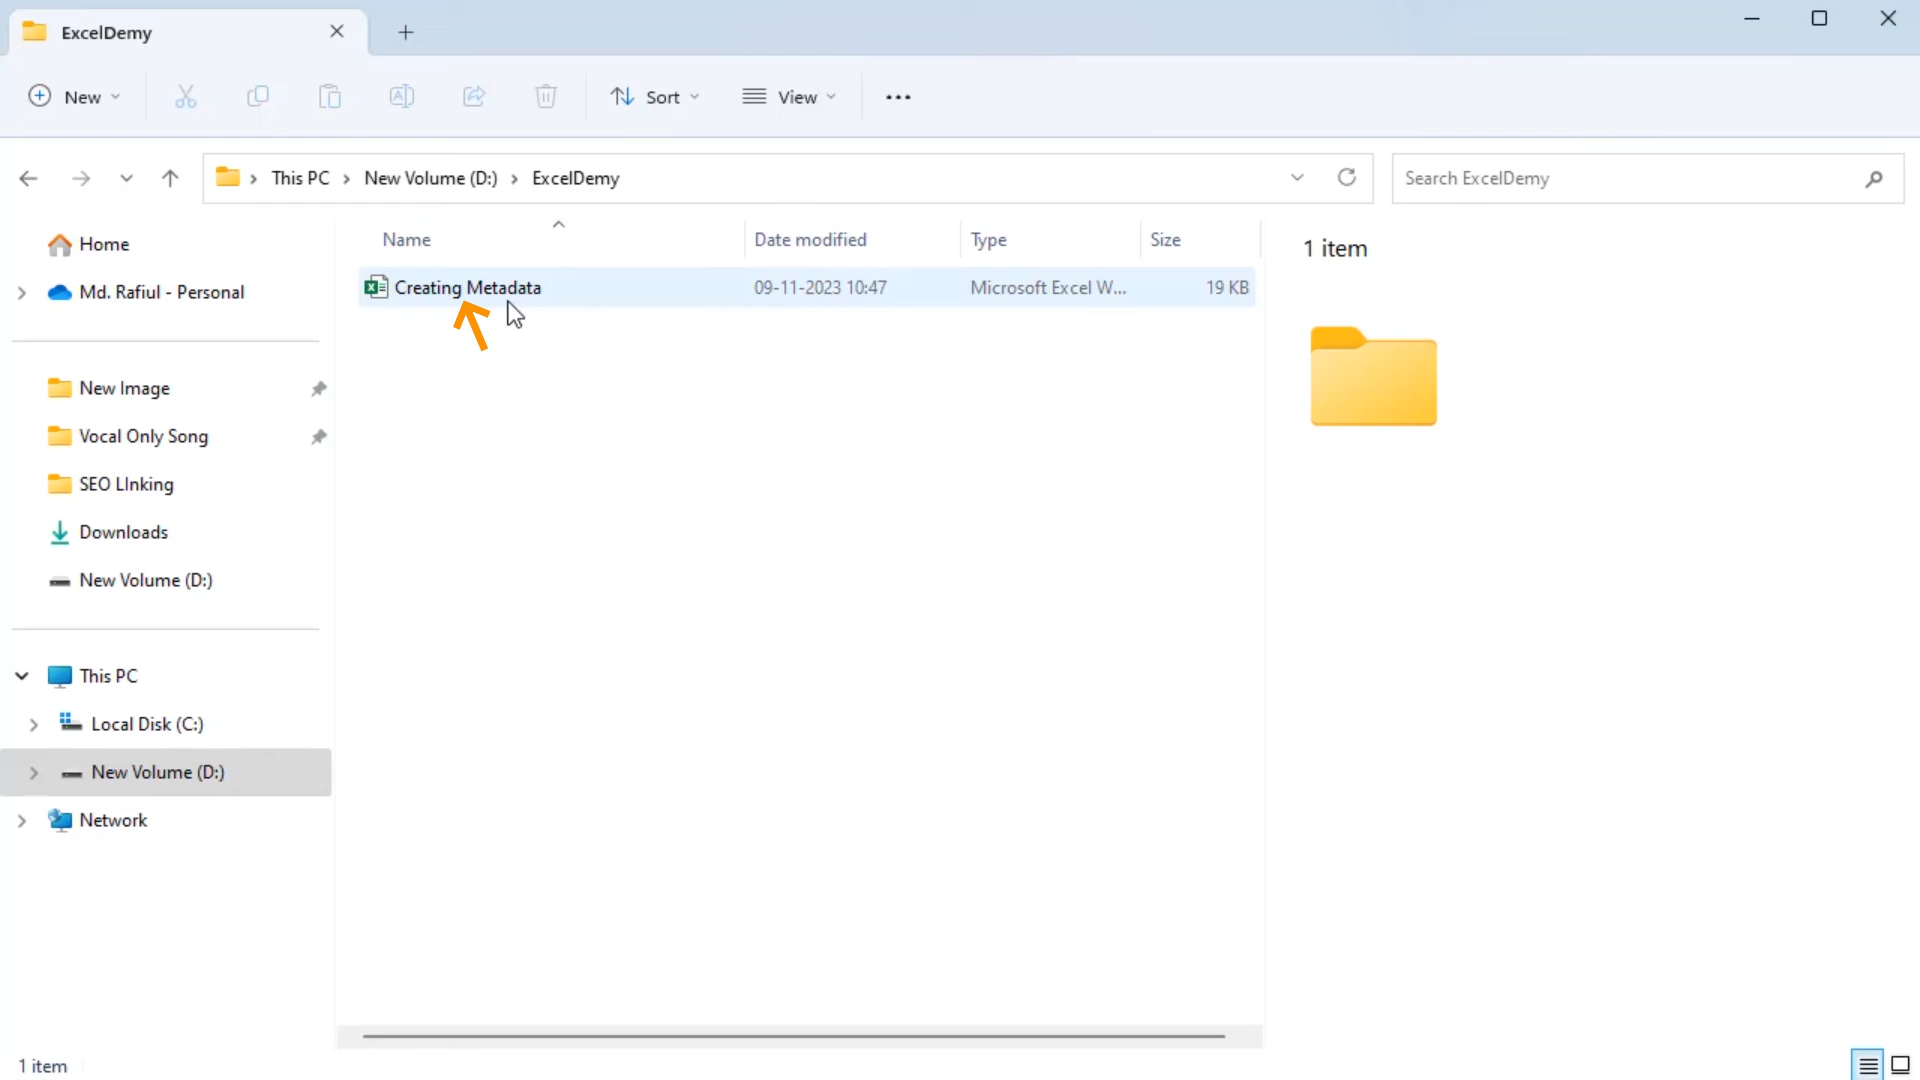 ExcelDemy
New
Sort
View
This PC
New Volume (D:)
ExcelDemy
Search ExcelDemy
Home
Md. Rafiul - Personal
New Image
Vocal Only Song
SEO LInking
Downloads
New Volume (D:)
This PC
Local Disk (C:)
New Volume (D:)
Network
Name
Date modified
Type
Size
Creating Metadata
09-11-2023 10:47
Microsoft Excel W...
19 KB
1 item
1 item